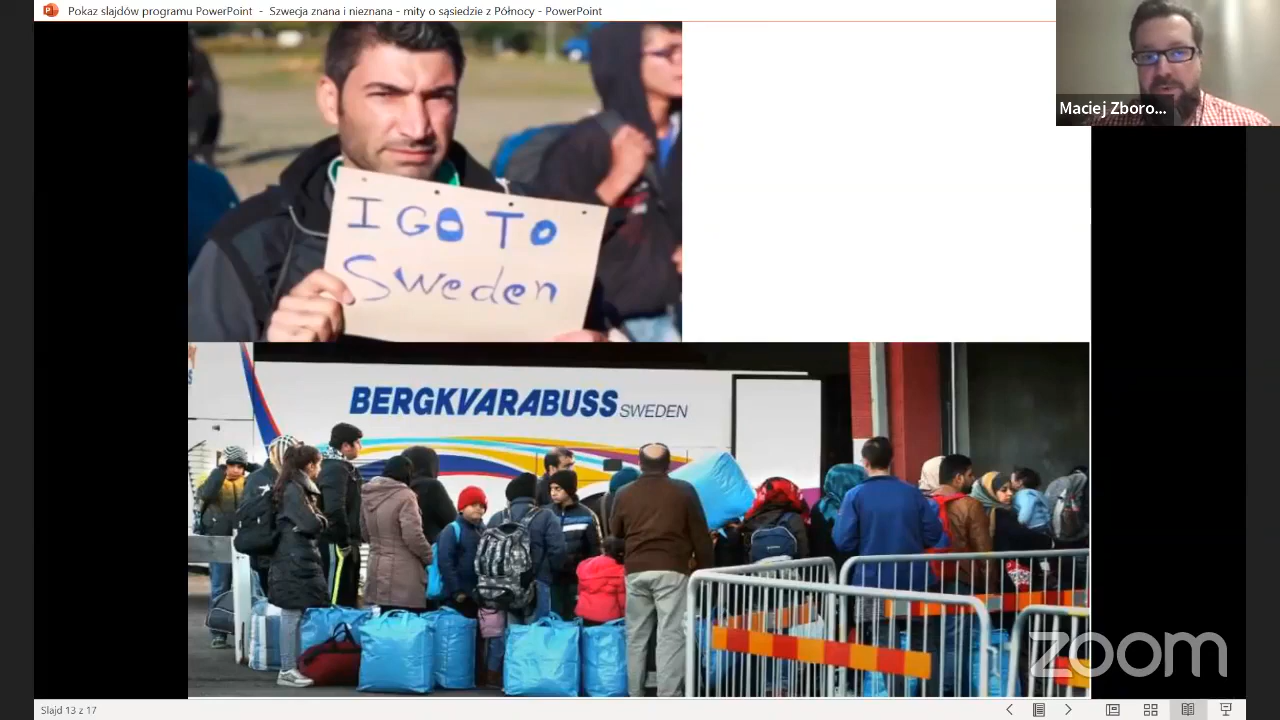 Pokaz slajdów programu PowerPoint - Szwecja znana i nieznana - mity o sąsiedzie z Północy - PowerPoint
Maciej Zboro...
I GO TO
Sweden
BERGKVARABUSS SWEDEN
zoom
Slajd 13 z 17